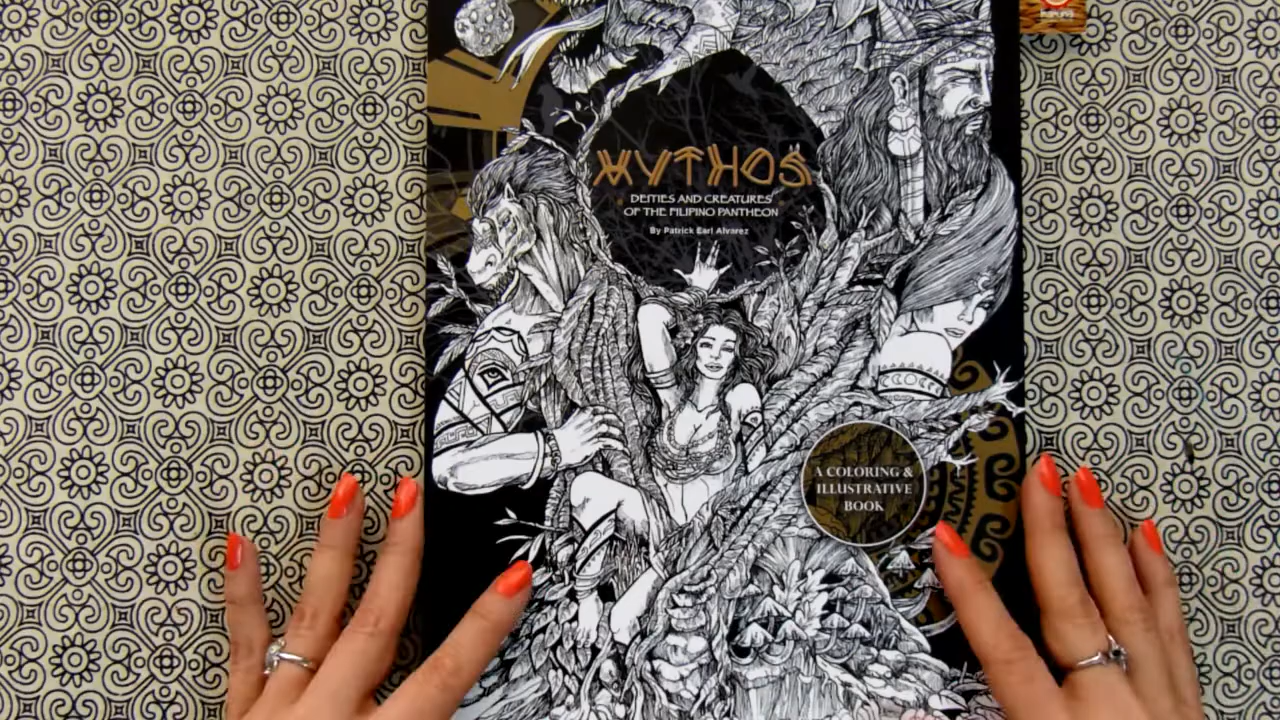 MYTHOS
DEITIES AND CREATURES
OF THE FILIPINO PANTHEON
By Patrick Earl Alvarez
A COLORING &
ILLUSTRATIVE
BOOK